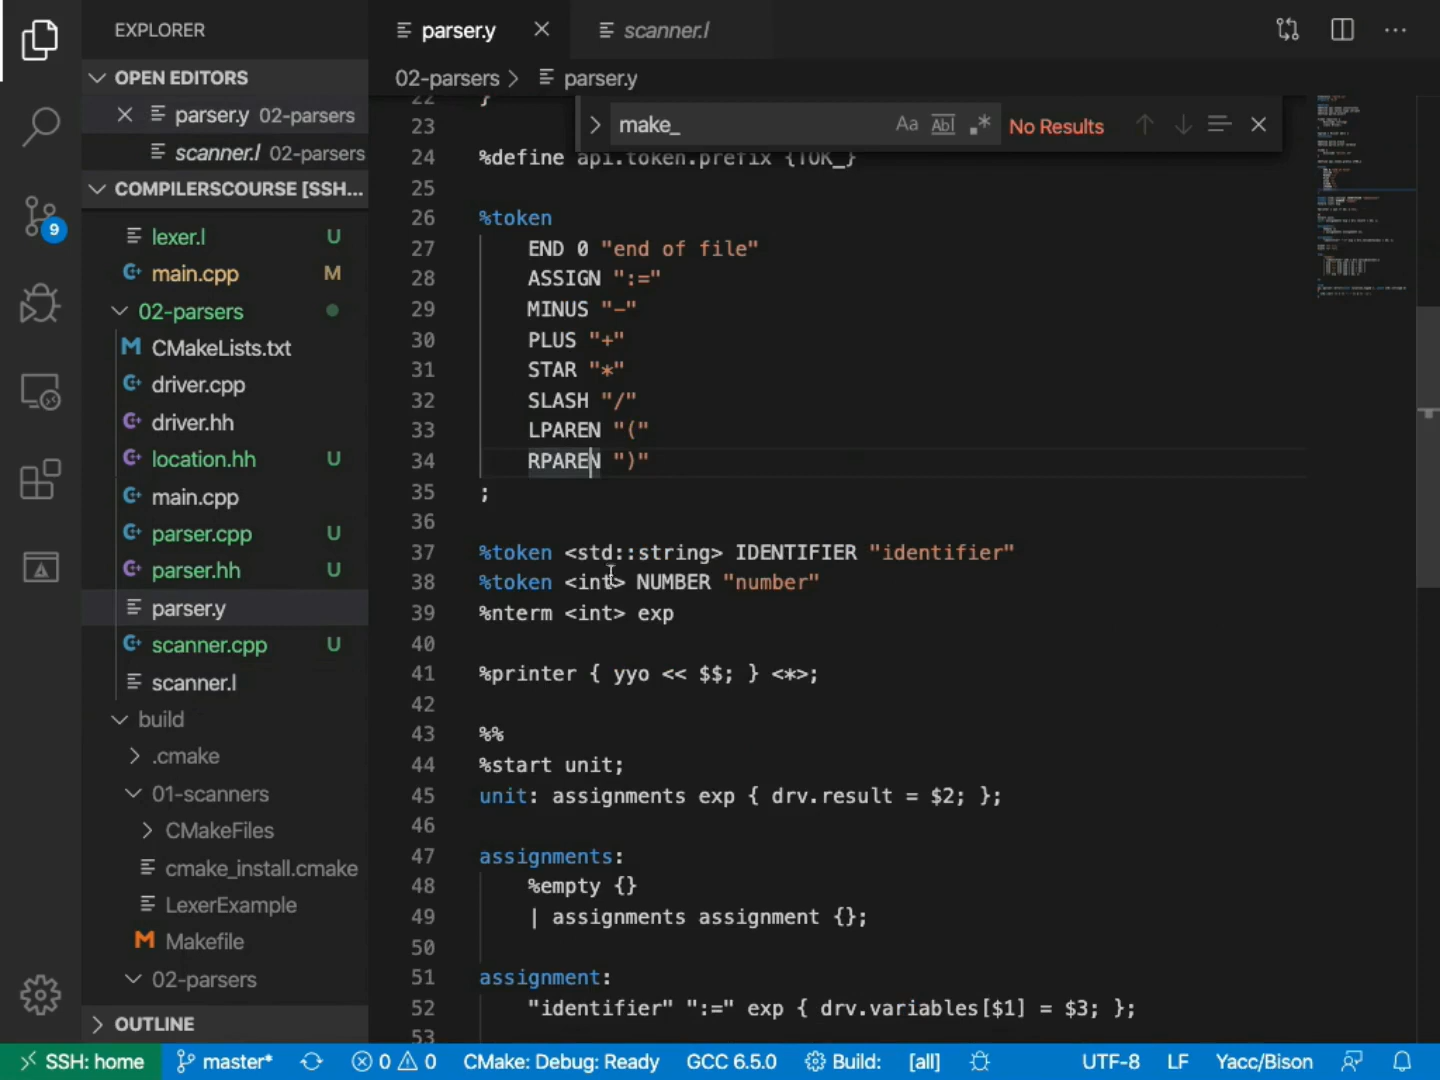 EXPLORER
OPEN EDITORS
parser.y 02-parsers
scanner.l 02-parsers
COMPILERSCOURSE [SSH...
lexer.l U
main.cpp M
02-parsers
CMakeLists.txt
driver.cpp
driver.hh
location.hh U
main.cpp
parser.cpp U
parser.hh U
parser.y
scanner.cpp U
scanner.l
build
.cmake
01-scanners
CMakeFiles
cmake_install.cmake
LexerExample
Makefile
02-parsers
OUTLINE
9
parser.y
scanner.l
02-parsers > parser.y
make_ Aa Abl .* No Results
22 }
23
24 %define api.token.prefix {TOK_}
25
26 %token
27 END 0 "end of file"
28 ASSIGN ":="
29 MINUS "-"
30 PLUS "+"
31 STAR "*"
32 SLASH "/"
33 LPAREN "("
34 RPAREN ")"
35 ;
36
37 %token <std::string> IDENTIFIER "identifier"
38 %token <int> NUMBER "number"
39 %nterm <int> exp
40
41 %printer { yyo << $$; } <*>;
42
43 %%
44 %start unit;
45 unit: assignments exp { drv.result = $2; };
46
47 assignments:
48 %empty {}
49 | assignments assignment {};
50
51 assignment:
52 "identifier" ":=" exp { drv.variables[$1] = $3; };
53
SSH: home master* 0 0 CMake: Debug: Ready GCC 6.5.0 Build: [all] UTF-8 LF Yacc/Bison